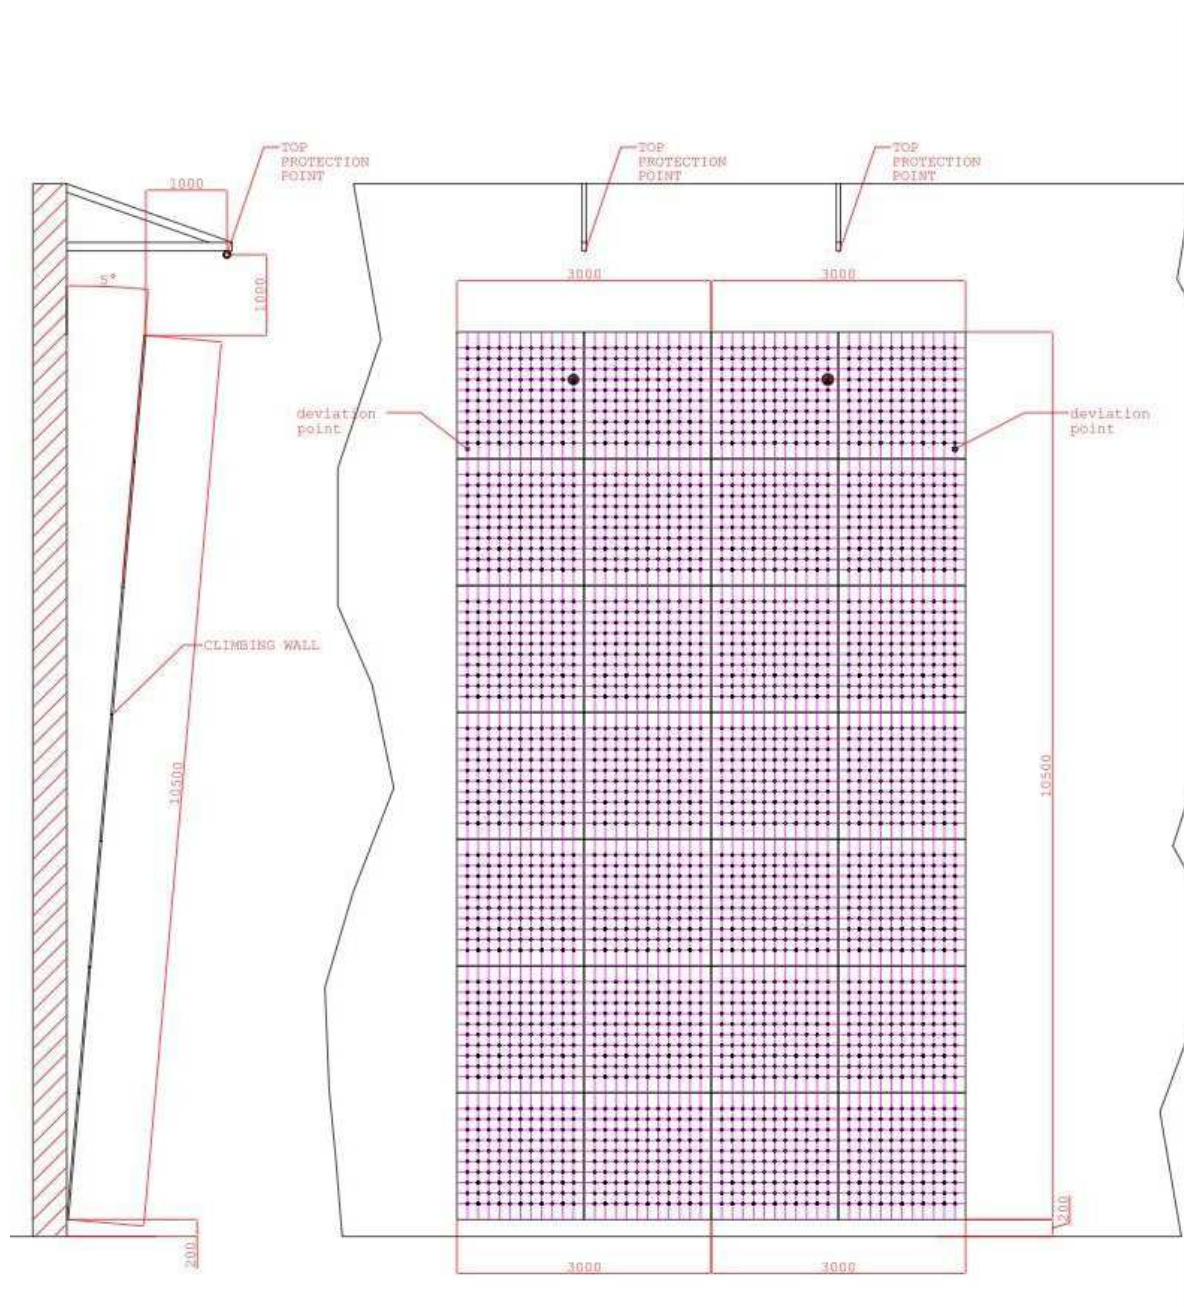 TOP
PROTECTION
POINT
TOP
PROTECTION
POINT
TOP
PROTECTION
POINT
1000
5°
1000
3000
3000
deviation
point
deviation
point
CLIMBING WALL
10500
10500
200
200
3000
3000